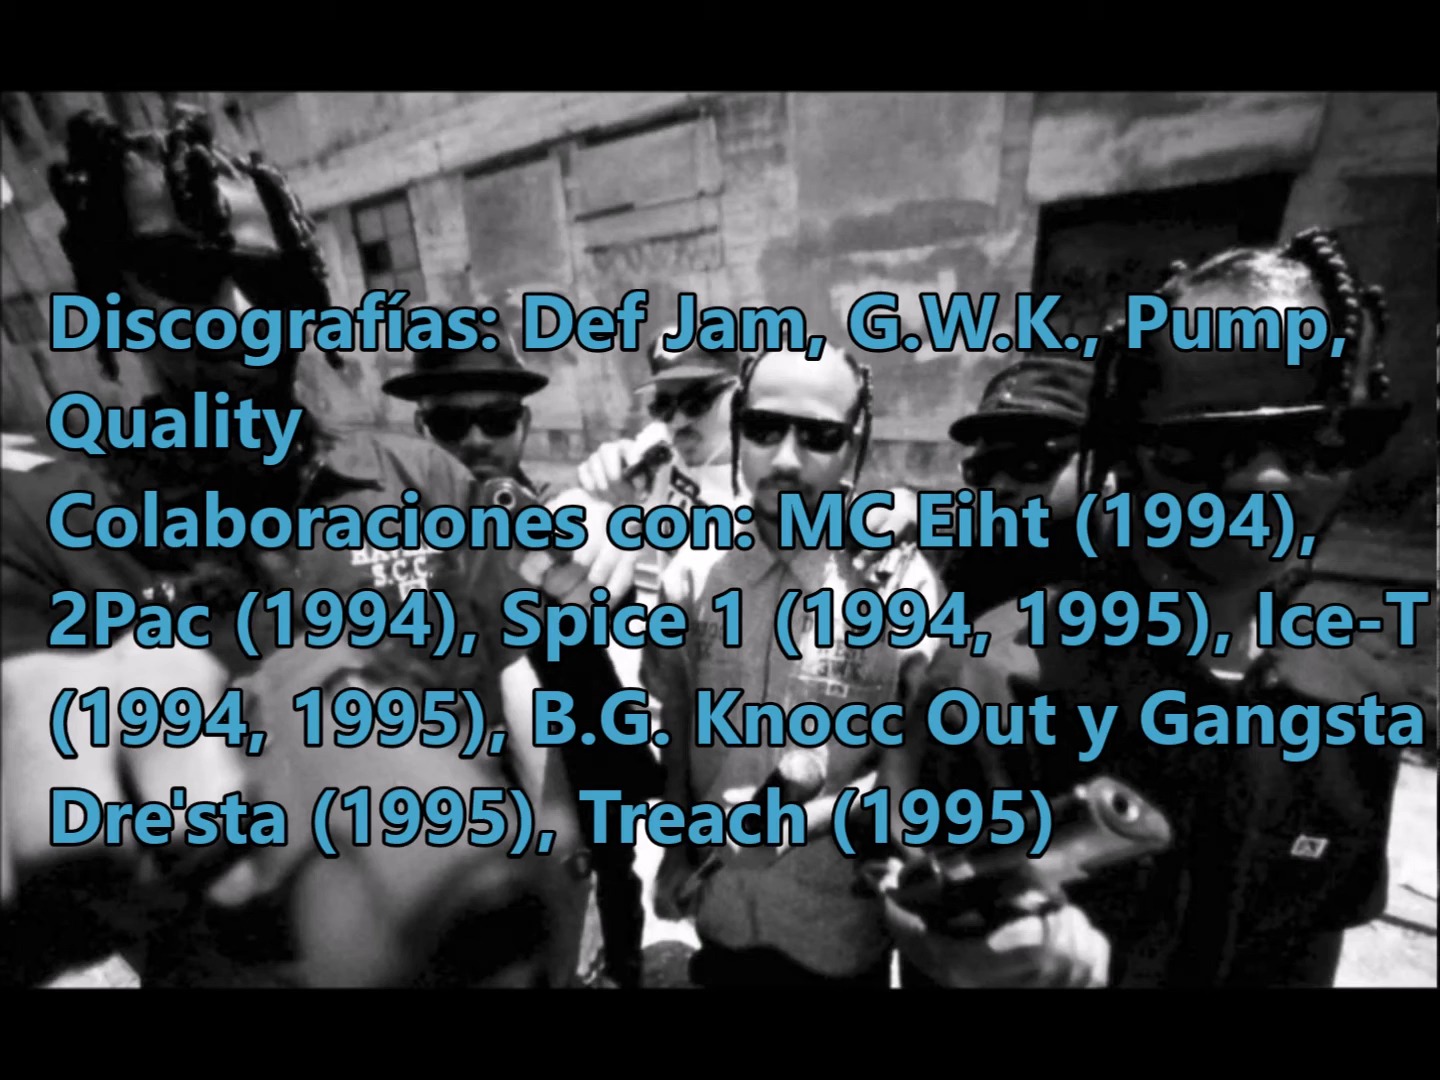 Discografías: Def Jam, G.W.K., Pump,
Quality
Colaboraciones con: MC Eiht (1994),
2Pac (1994), Spice 1 (1994, 1995), Ice-T
(1994, 1995), B.G. Knocc Out y Gangsta
Dre'sta (1995), Treach (1995)
S.C.C.